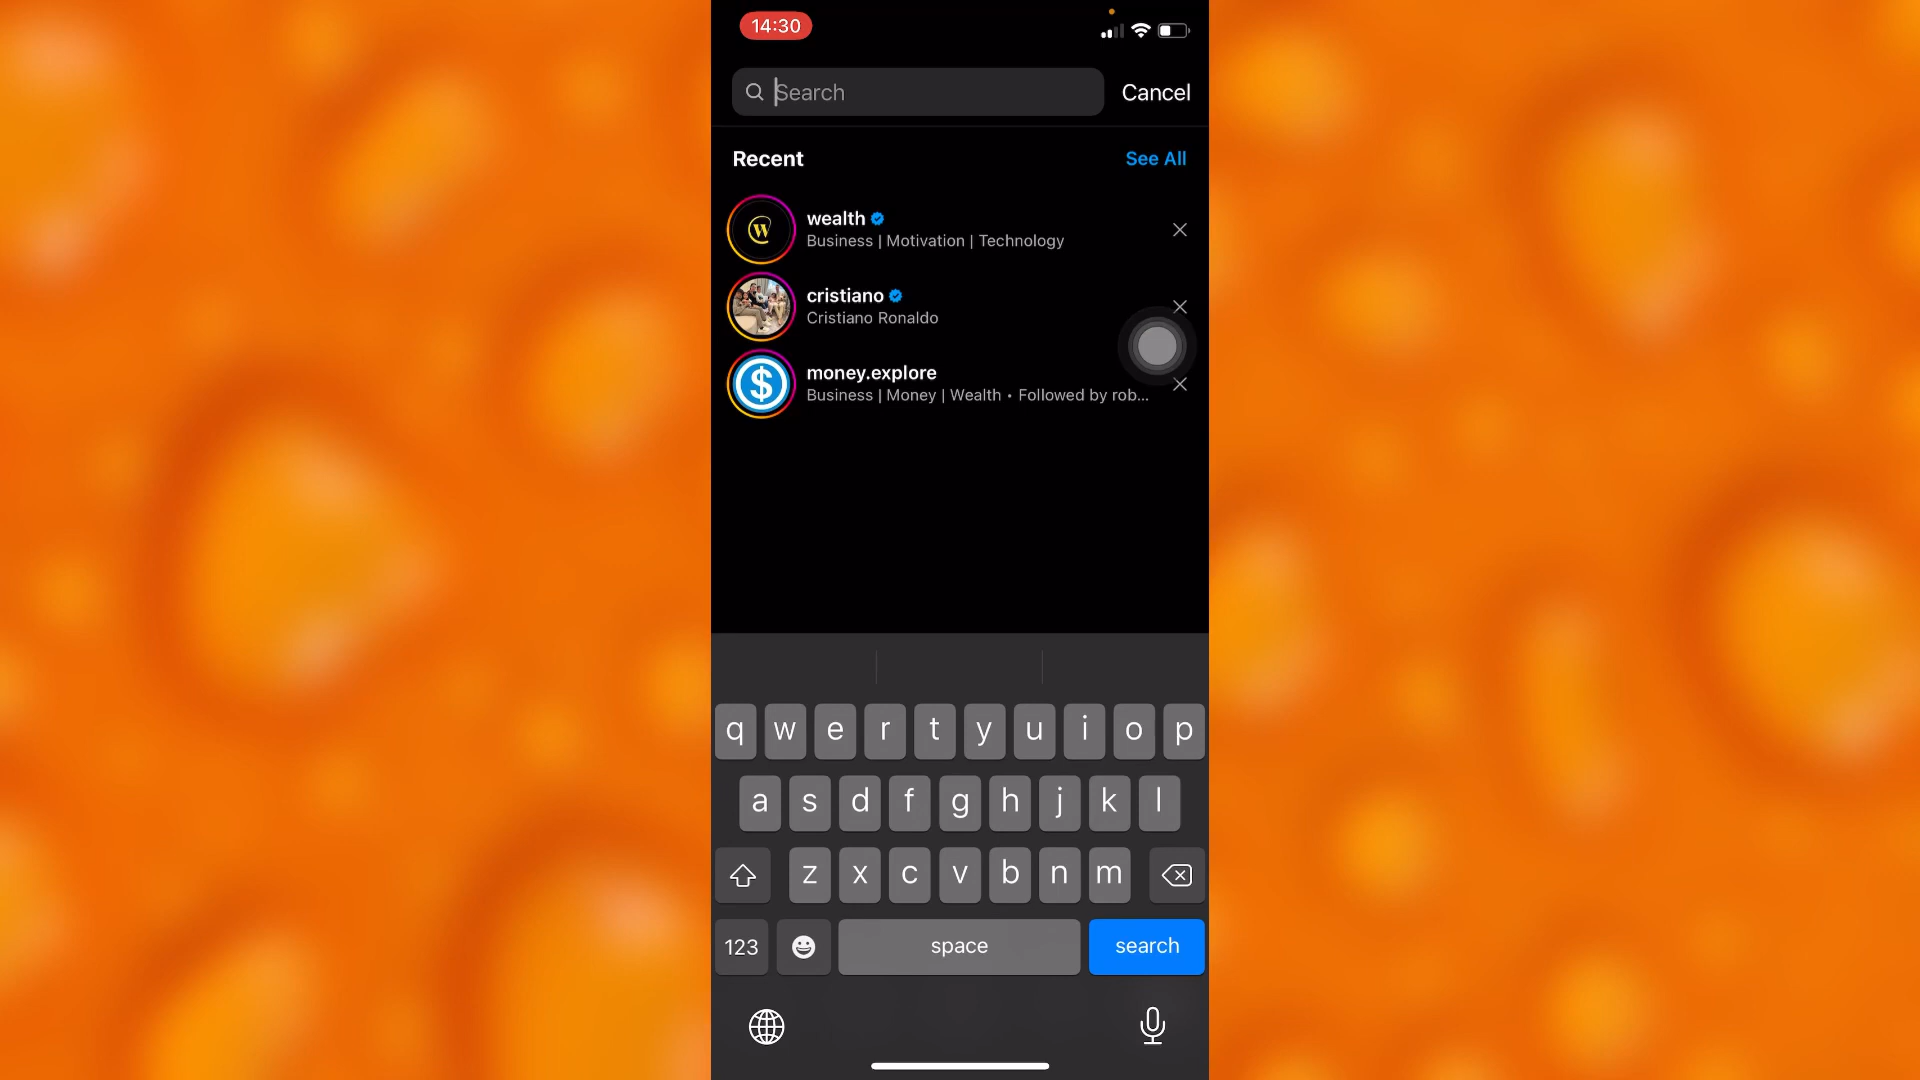 14:30
Search
Cancel
Recent
See All
W
wealth
Business | Motivation | Technology
cristiano
Cristiano Ronaldo
$
money.explore
Business | Money | Wealth • Followed by rob...
q w e r t y u i o p
a s d f g h j k l
z x c v b n m
123
space
search